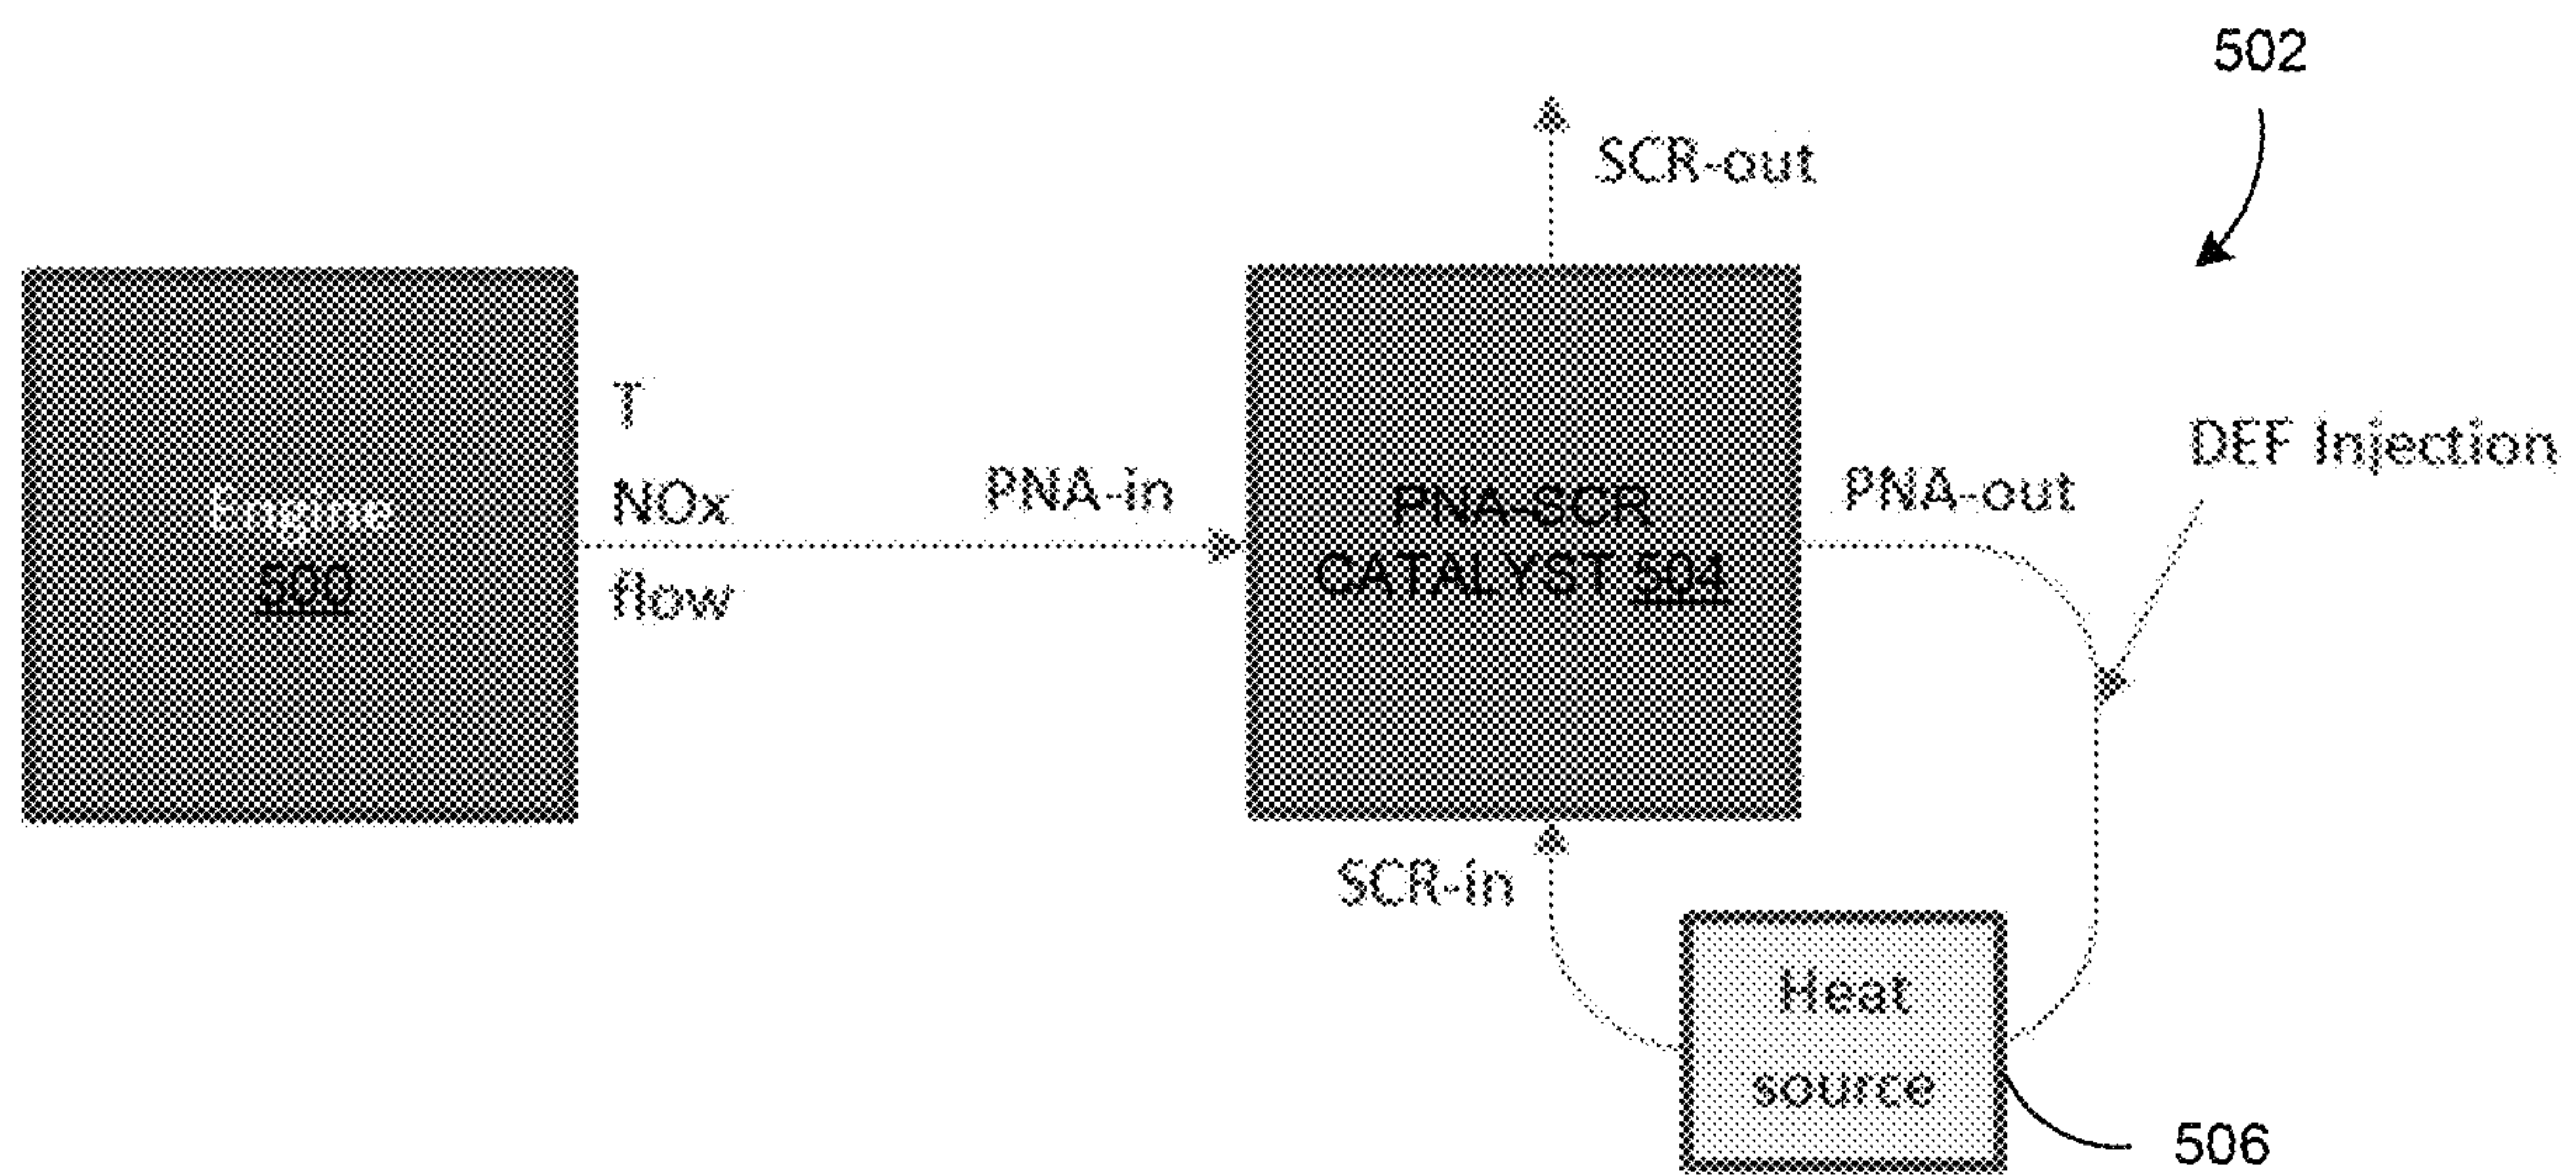 502
SCR-out
T
NOx
flow
Engine
500
PNA-in
PNA-SCR
CATALYST 504
PNA-out
DEF Injection
SCR-in
Heat
source
506